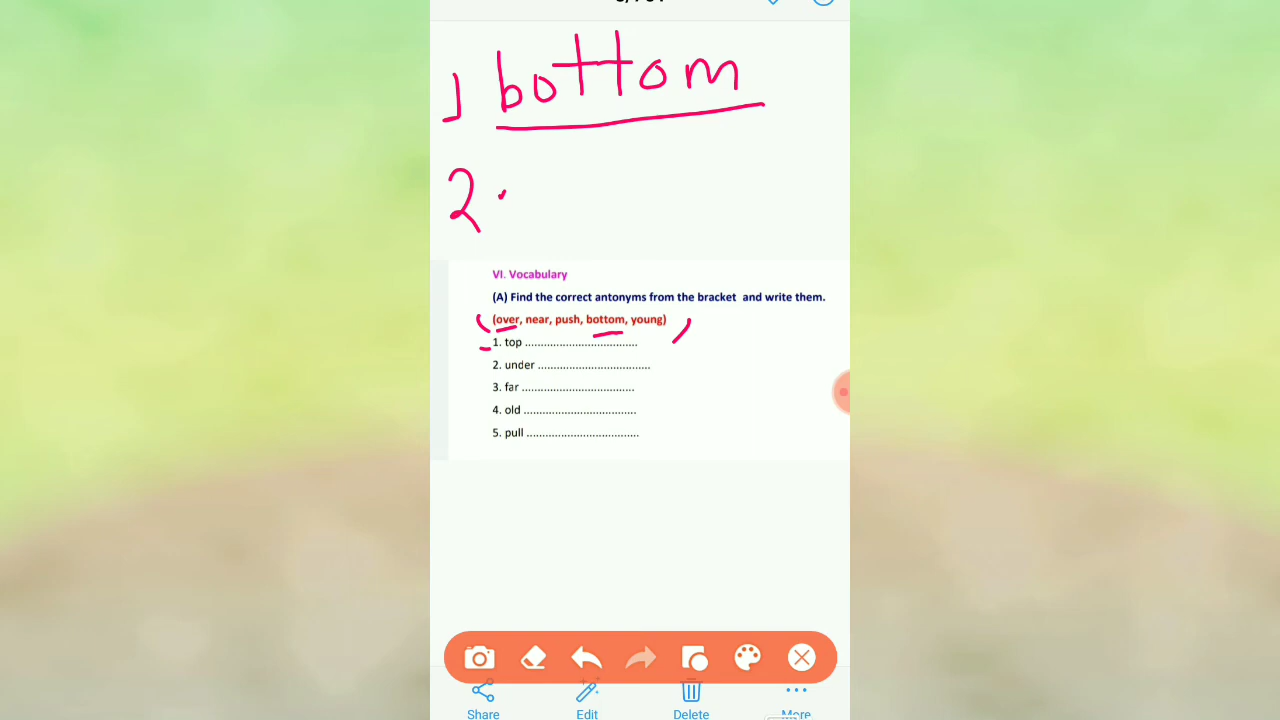 1 bottom
2.
VI. Vocabulary
(A) Find the correct antonyms from the bracket and write them.
(over, near, push, bottom, young)
1. top ...................................
2. under ...................................
3. far ...................................
4. old ...................................
5. pull ...................................
Share Edit Delete More